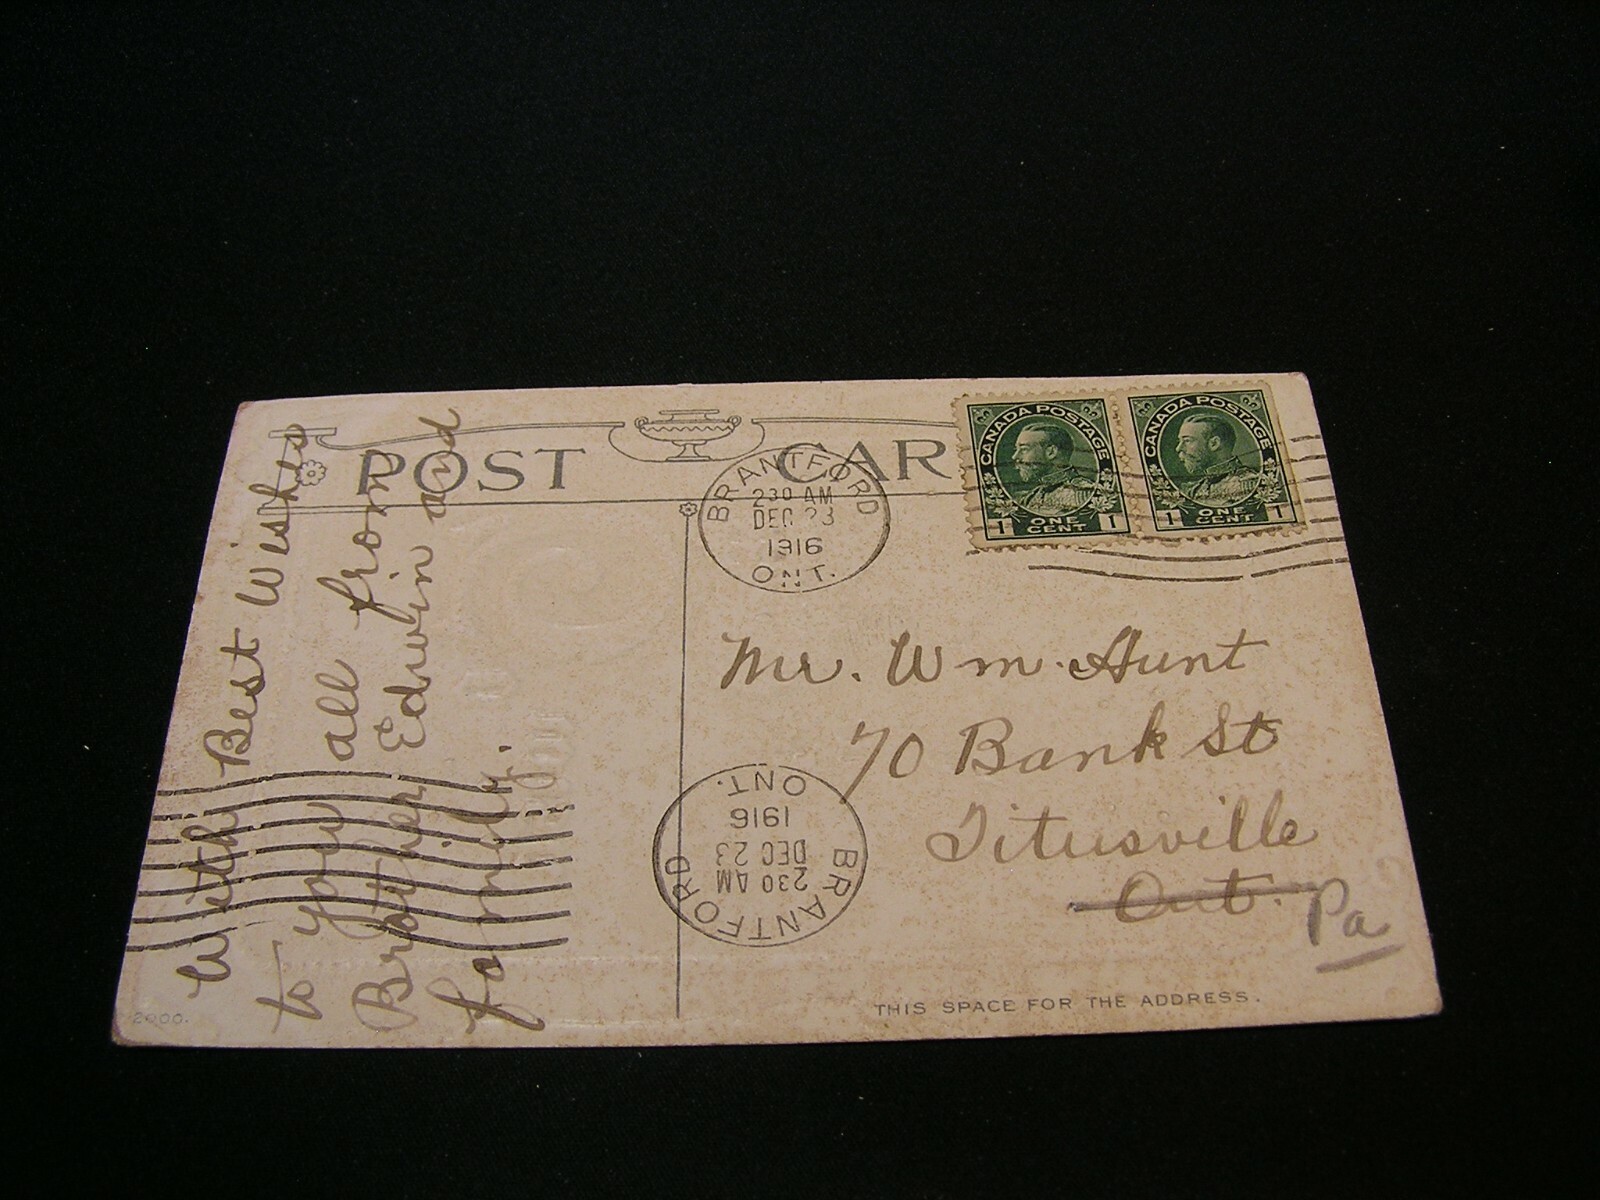 POST CAR
CANADA POSTAGE
1 ONE CENT 1
CANADA POSTAGE
1 ONE CENT 1
BRANTFORD
230 AM
DEC 23
1916
ONT.
With Best Wishes
to you all from
Brother Edwin and
family.
Mr. Wm. Hunt
70 Bank St
Titusville
Ont. Pa
BRANTFORD
230 AM
DEC 23
1916
ONT.
THIS SPACE FOR THE ADDRESS.
2000.